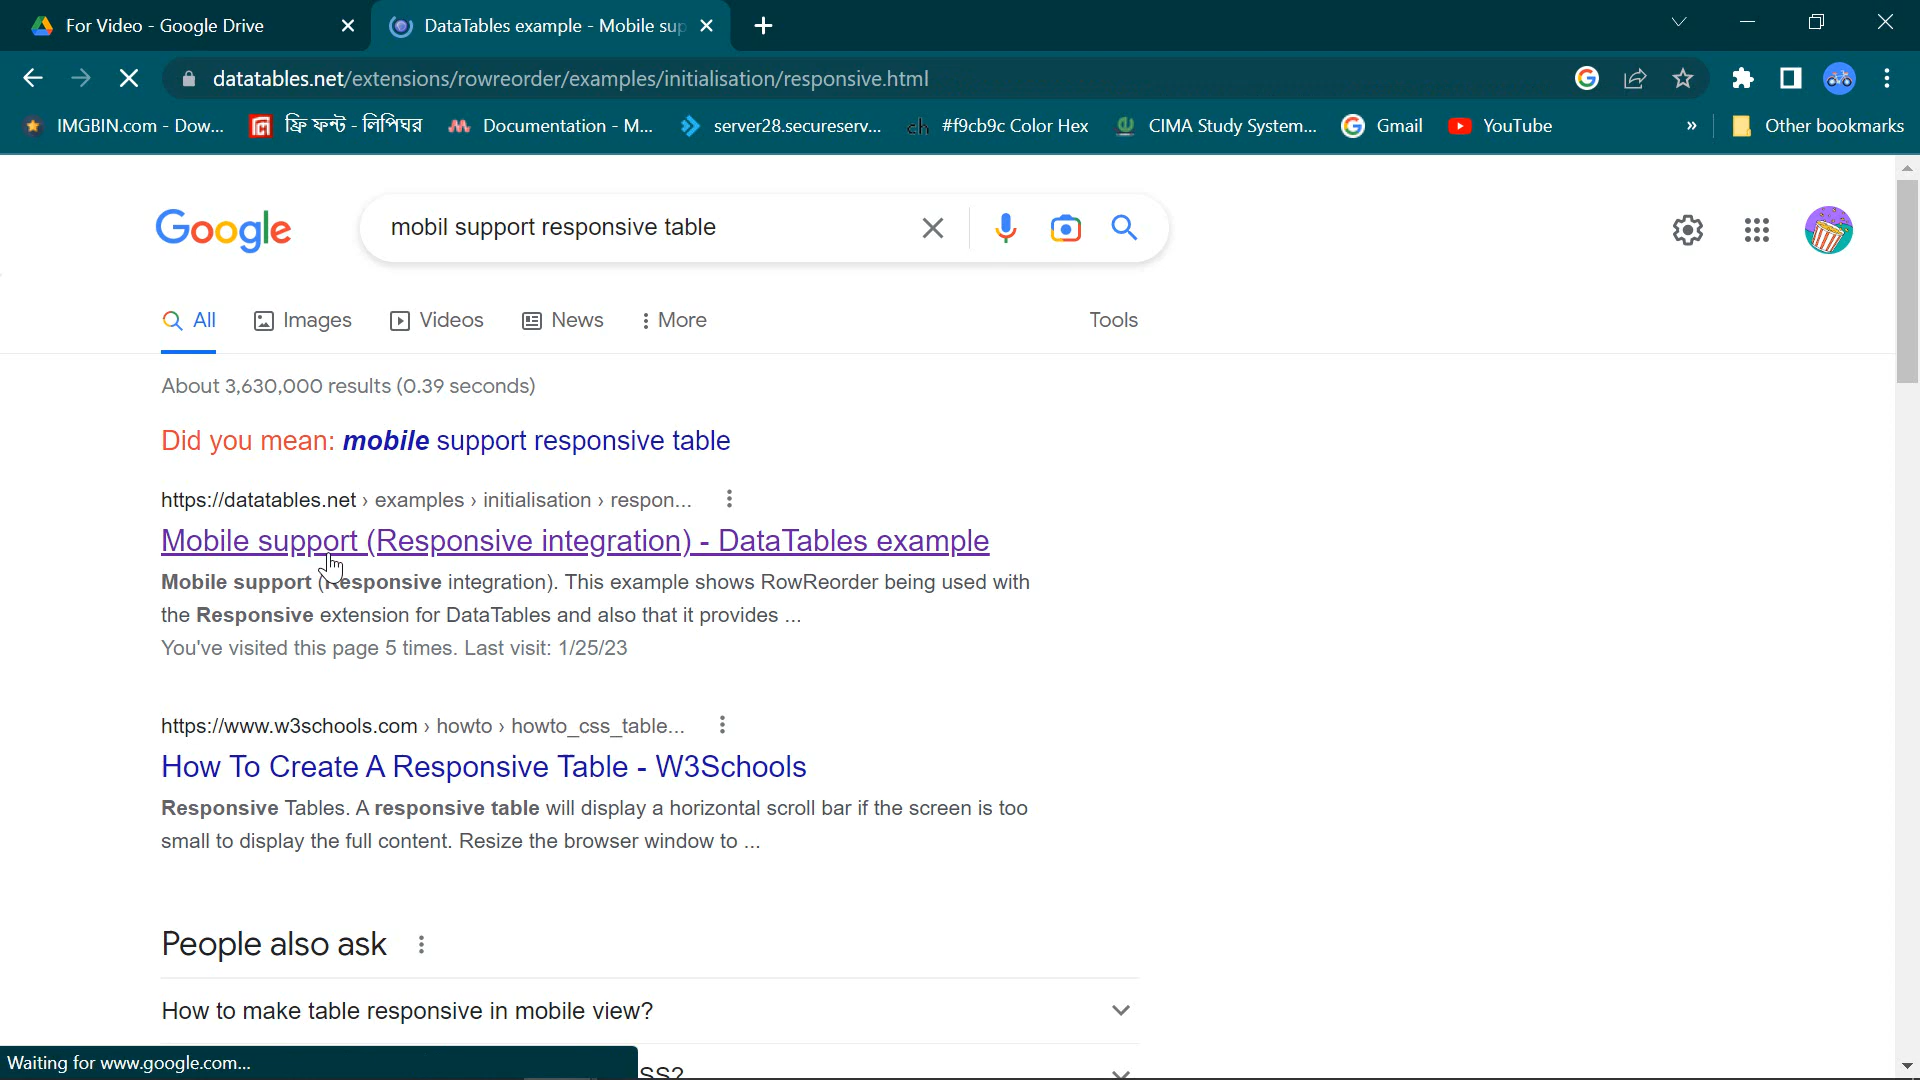 For Video - Google Drive
DataTables example - Mobile sup
datatables.net/extensions/rowreorder/examples/initialisation/responsive.html
IMGBIN.com - Dow...
ফ্রি ফন্ট - লিপিঘর
Documentation - M...
server28.secureserv...
#f9cb9c Color Hex
CIMA Study System...
Gmail
YouTube
»
Other bookmarks
Google
mobil support responsive table
All
Images
Videos
News
More
Tools
About 3,630,000 results (0.39 seconds)
Did you mean: mobile support responsive table
https://datatables.net › examples › initialisation › respon...
Mobile support (Responsive integration) - DataTables example
Mobile support (Responsive integration). This example shows RowReorder being used with
the Responsive extension for DataTables and also that it provides ...
You've visited this page 5 times. Last visit: 1/25/23
https://www.w3schools.com › howto › howto_css_table...
How To Create A Responsive Table - W3Schools
Responsive Tables. A responsive table will display a horizontal scroll bar if the screen is too
small to display the full content. Resize the browser window to ...
People also ask
How to make table responsive in mobile view?
Waiting for www.google.com...